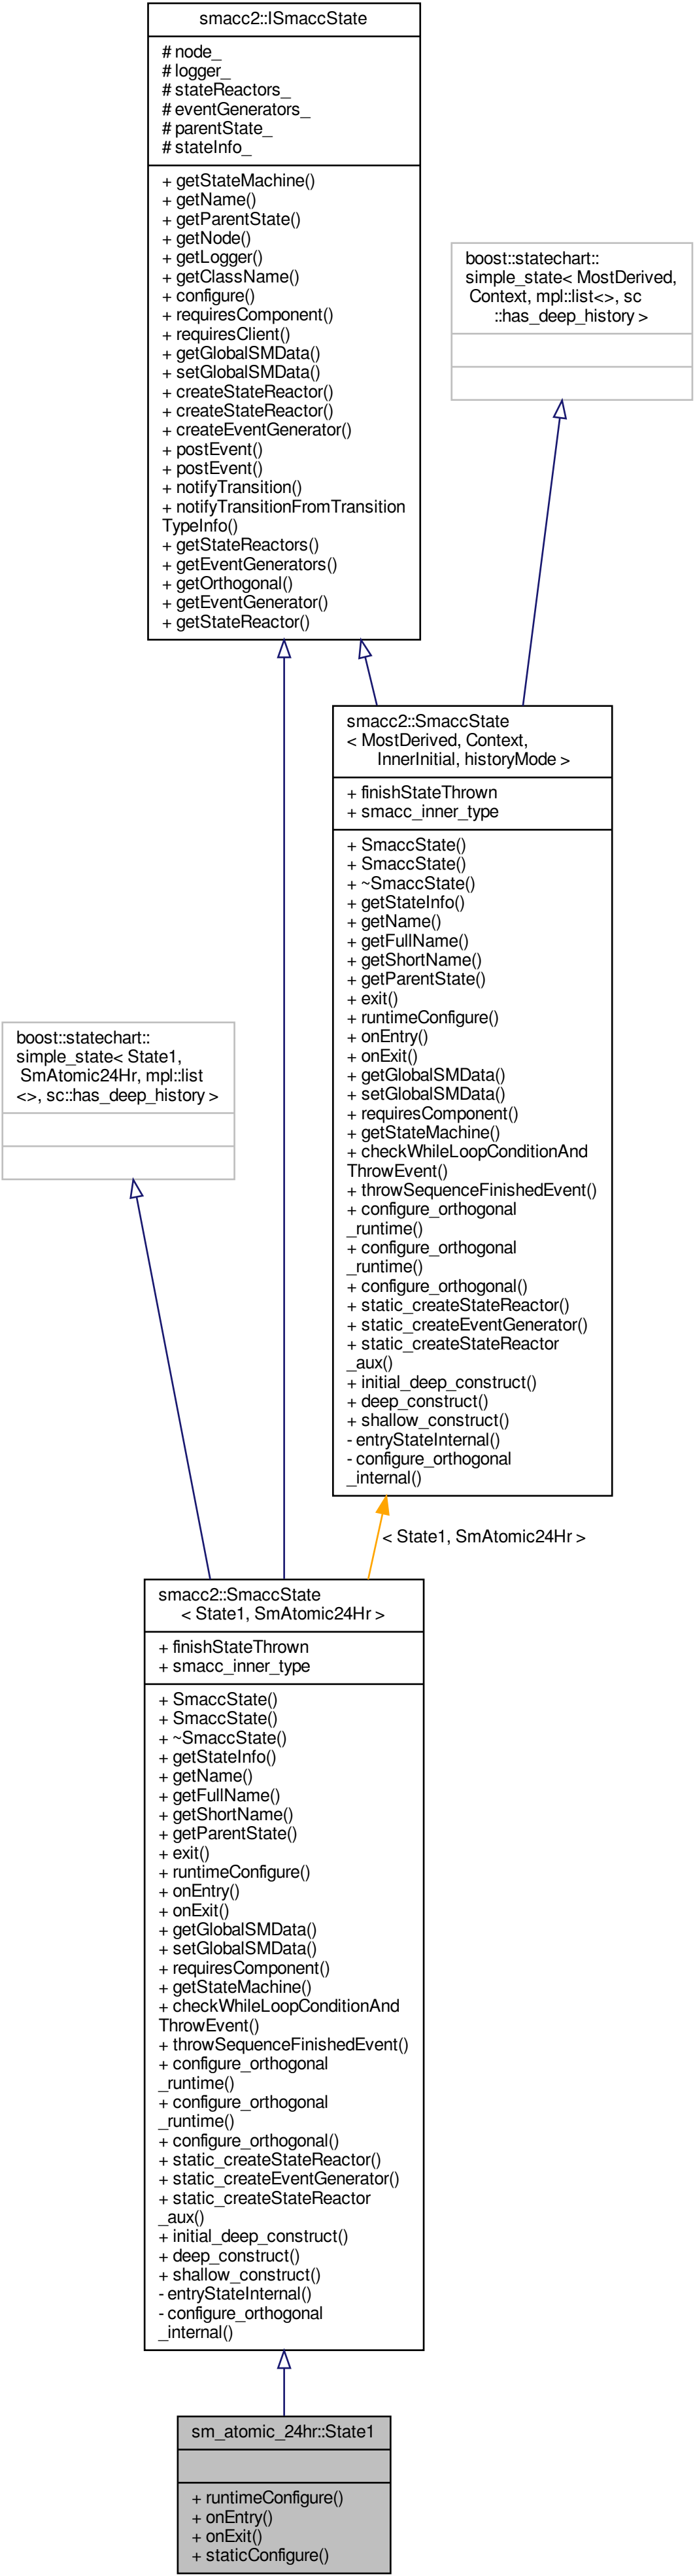 smacc2::ISmaccState
# node_
# logger_
# stateReactors_
# eventGenerators_
# parentState_
# stateInfo_
+ getStateMachine()
+ getName()
+ getParentState()
+ getNode()
+ getLogger()
+ getClassName()
+ configure()
+ requiresComponent()
+ requiresClient()
+ getGlobalSMData()
+ setGlobalSMData()
+ createStateReactor()
+ createStateReactor()
+ createEventGenerator()
+ postEvent()
+ postEvent()
+ notifyTransition()
+ notifyTransitionFromTransition
TypeInfo()
+ getStateReactors()
+ getEventGenerators()
+ getOrthogonal()
+ getEventGenerator()
+ getStateReactor()
boost::statechart::
simple_state< MostDerived,
Context, mpl::list<>, sc
::has_deep_history >
smacc2::SmaccState
< MostDerived, Context,
InnerInitial, historyMode >
+ finishStateThrown
+ smacc_inner_type
+ SmaccState()
+ SmaccState()
+ ~SmaccState()
+ getStateInfo()
+ getName()
+ getFullName()
+ getShortName()
+ getParentState()
+ exit()
+ runtimeConfigure()
+ onEntry()
+ onExit()
+ getGlobalSMData()
+ setGlobalSMData()
+ requiresComponent()
+ getStateMachine()
+ checkWhileLoopConditionAnd
ThrowEvent()
+ throwSequenceFinishedEvent()
+ configure_orthogonal
_runtime()
+ configure_orthogonal
_runtime()
+ configure_orthogonal()
+ static_createStateReactor()
+ static_createEventGenerator()
+ static_createStateReactor
_aux()
+ initial_deep_construct()
+ deep_construct()
+ shallow_construct()
- entryStateInternal()
- configure_orthogonal
_internal()
boost::statechart::
simple_state< State1,
SmAtomic24Hr, mpl::list
<>, sc::has_deep_history >
< State1, SmAtomic24Hr >
smacc2::SmaccState
< State1, SmAtomic24Hr >
+ finishStateThrown
+ smacc_inner_type
+ SmaccState()
+ SmaccState()
+ ~SmaccState()
+ getStateInfo()
+ getName()
+ getFullName()
+ getShortName()
+ getParentState()
+ exit()
+ runtimeConfigure()
+ onEntry()
+ onExit()
+ getGlobalSMData()
+ setGlobalSMData()
+ requiresComponent()
+ getStateMachine()
+ checkWhileLoopConditionAnd
ThrowEvent()
+ throwSequenceFinishedEvent()
+ configure_orthogonal
_runtime()
+ configure_orthogonal
_runtime()
+ configure_orthogonal()
+ static_createStateReactor()
+ static_createEventGenerator()
+ static_createStateReactor
_aux()
+ initial_deep_construct()
+ deep_construct()
+ shallow_construct()
- entryStateInternal()
- configure_orthogonal
_internal()
sm_atomic_24hr::State1
+ runtimeConfigure()
+ onEntry()
+ onExit()
+ staticConfigure()